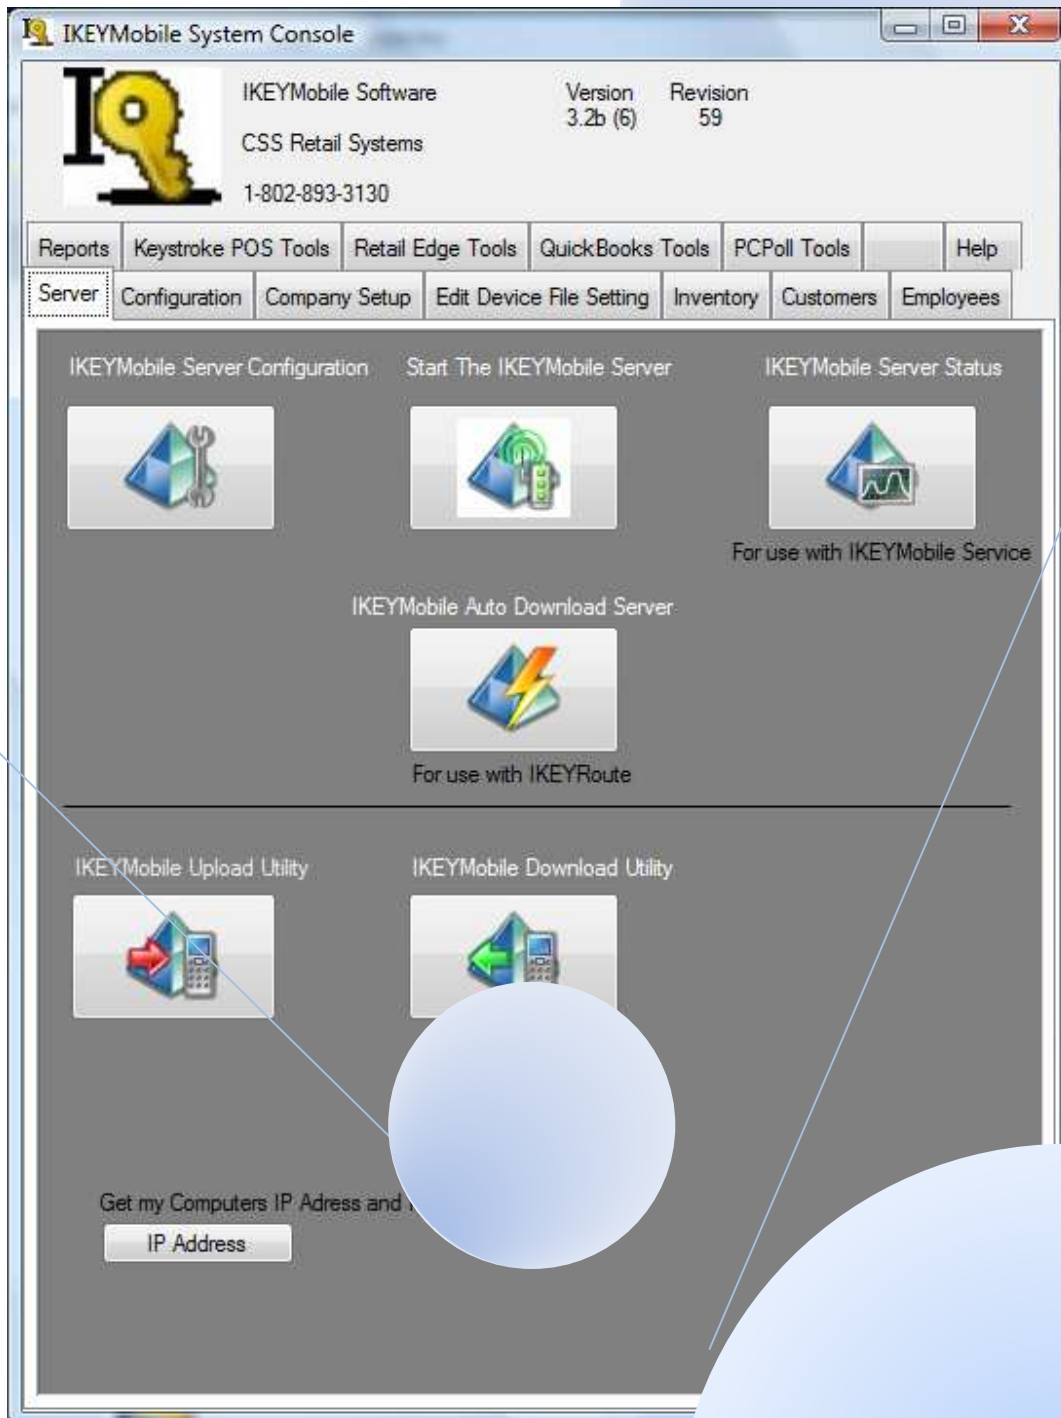 IKEYMobile System Console
IKEYMobile Software
Version Revision
3.2b (6) 59
CSS Retail Systems
1-802-893-3130
Reports Keystroke POS Tools Retail Edge Tools QuickBooks Tools PCPoll Tools Help
Server Configuration Company Setup Edit Device File Setting Inventory Customers Employees
IKEYMobile Server Configuration Start The IKEYMobile Server IKEYMobile Server Status
For use with IKEYMobile Service
IKEYMobile Auto Download Server
For use with IKEYRoute
IKEYMobile Upload Utility IKEYMobile Download Utility
Get my Computers IP Adress and
IP Address